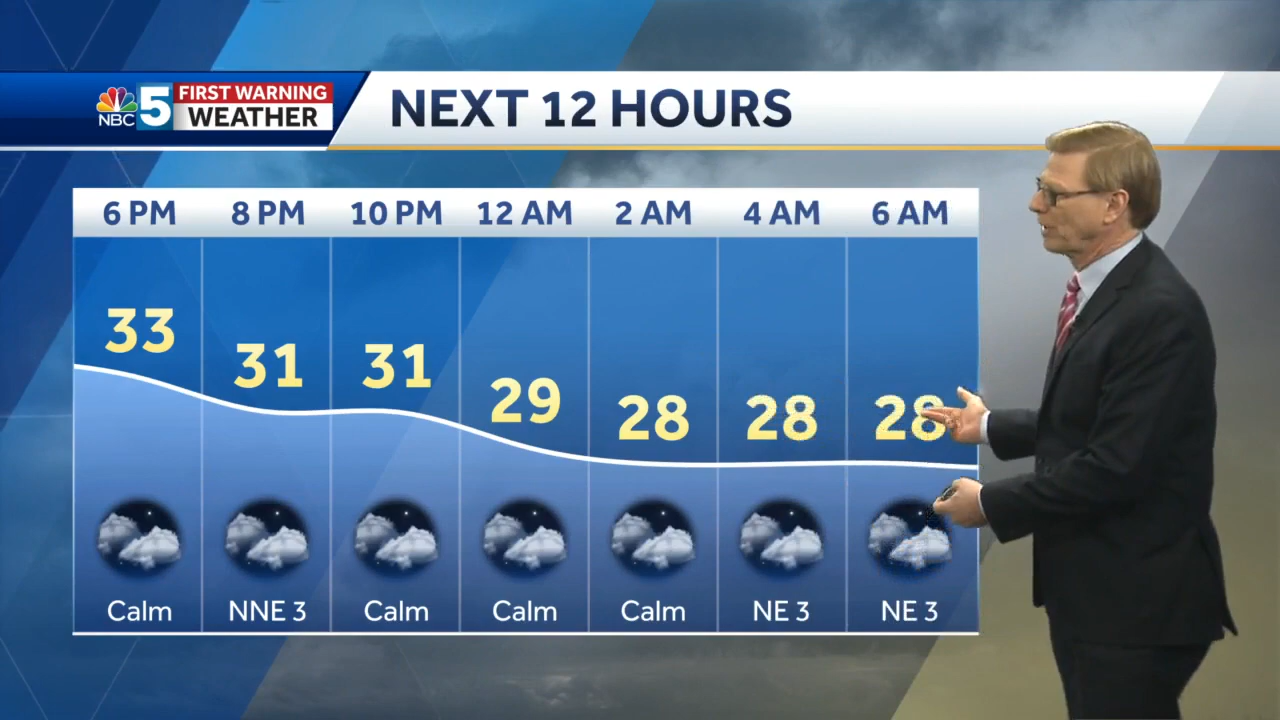 NBC 5 FIRST WARNING
WEATHER
NEXT 12 HOURS
6 PM 8 PM 10 PM 12 AM 2 AM 4 AM 6 AM
33 31 31 29 28 28 28
Calm NNE 3 Calm Calm Calm NE 3 NE 3